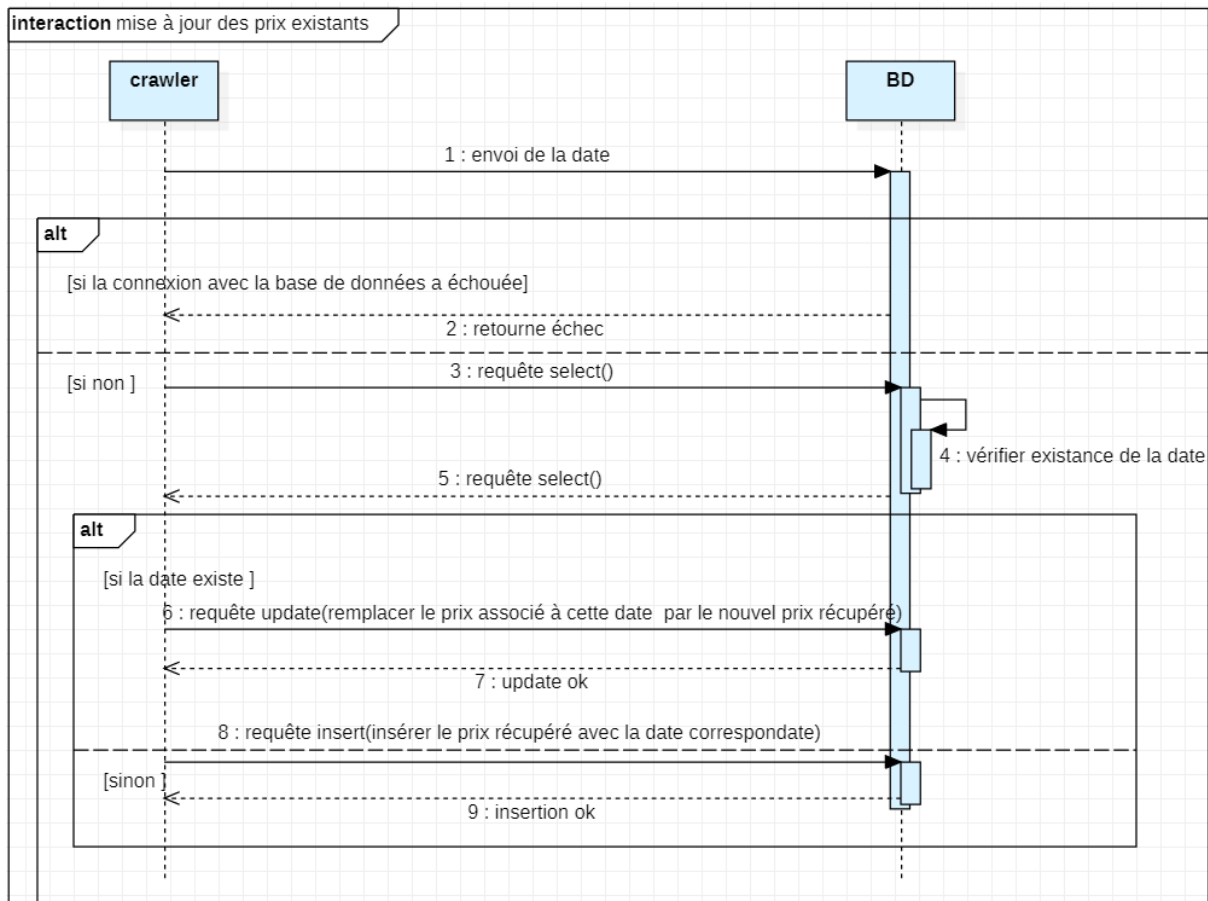 interaction mise à jour des prix existants
crawler
BD
1 : envoi de la date
alt
[si la connexion avec la base de données a échouée]
2 : retourne échec
[si non ]
3 : requête select()
4 : vérifier existance de la date
5 : requête select()
alt
[si la date existe ]
6 : requête update(remplacer le prix associé à cette date  par le nouvel prix récupéré)
7 : update ok
8 : requête insert(insérer le prix récupéré avec la date correspondate)
[sinon ]
9 : insertion ok